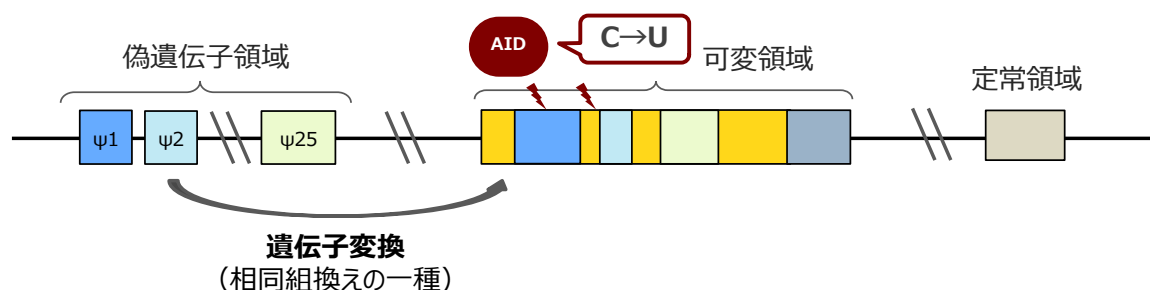 AID
C→U
偽遺伝子領域
可変領域
定常領域
ψ1
ψ2
ψ25
遺伝子変換
（相同組換えの一種）